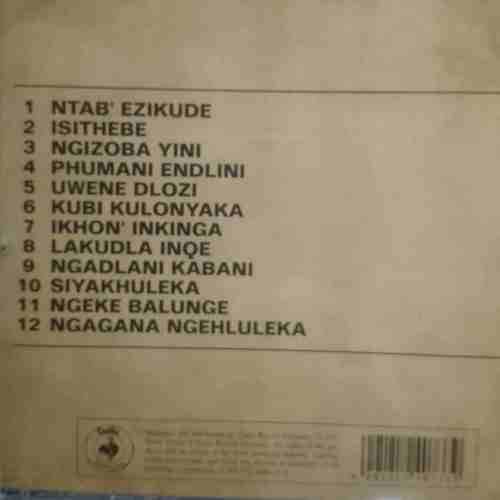 1 NTAB' EZIKUDE
2 ISITHEBE
3 NGIZOBA YINI
4 PHUMANI ENDLINI
5 UWENE DLOZI
6 KUBI KULONYAKA
7 IKHON' INKINGA
8 LAKUDLA INQE
9 NGADLANI KABANI
10 SIYAKHULEKA
11 NGEKE BALUNGE
12 NGAGANA NGEHLULEKA